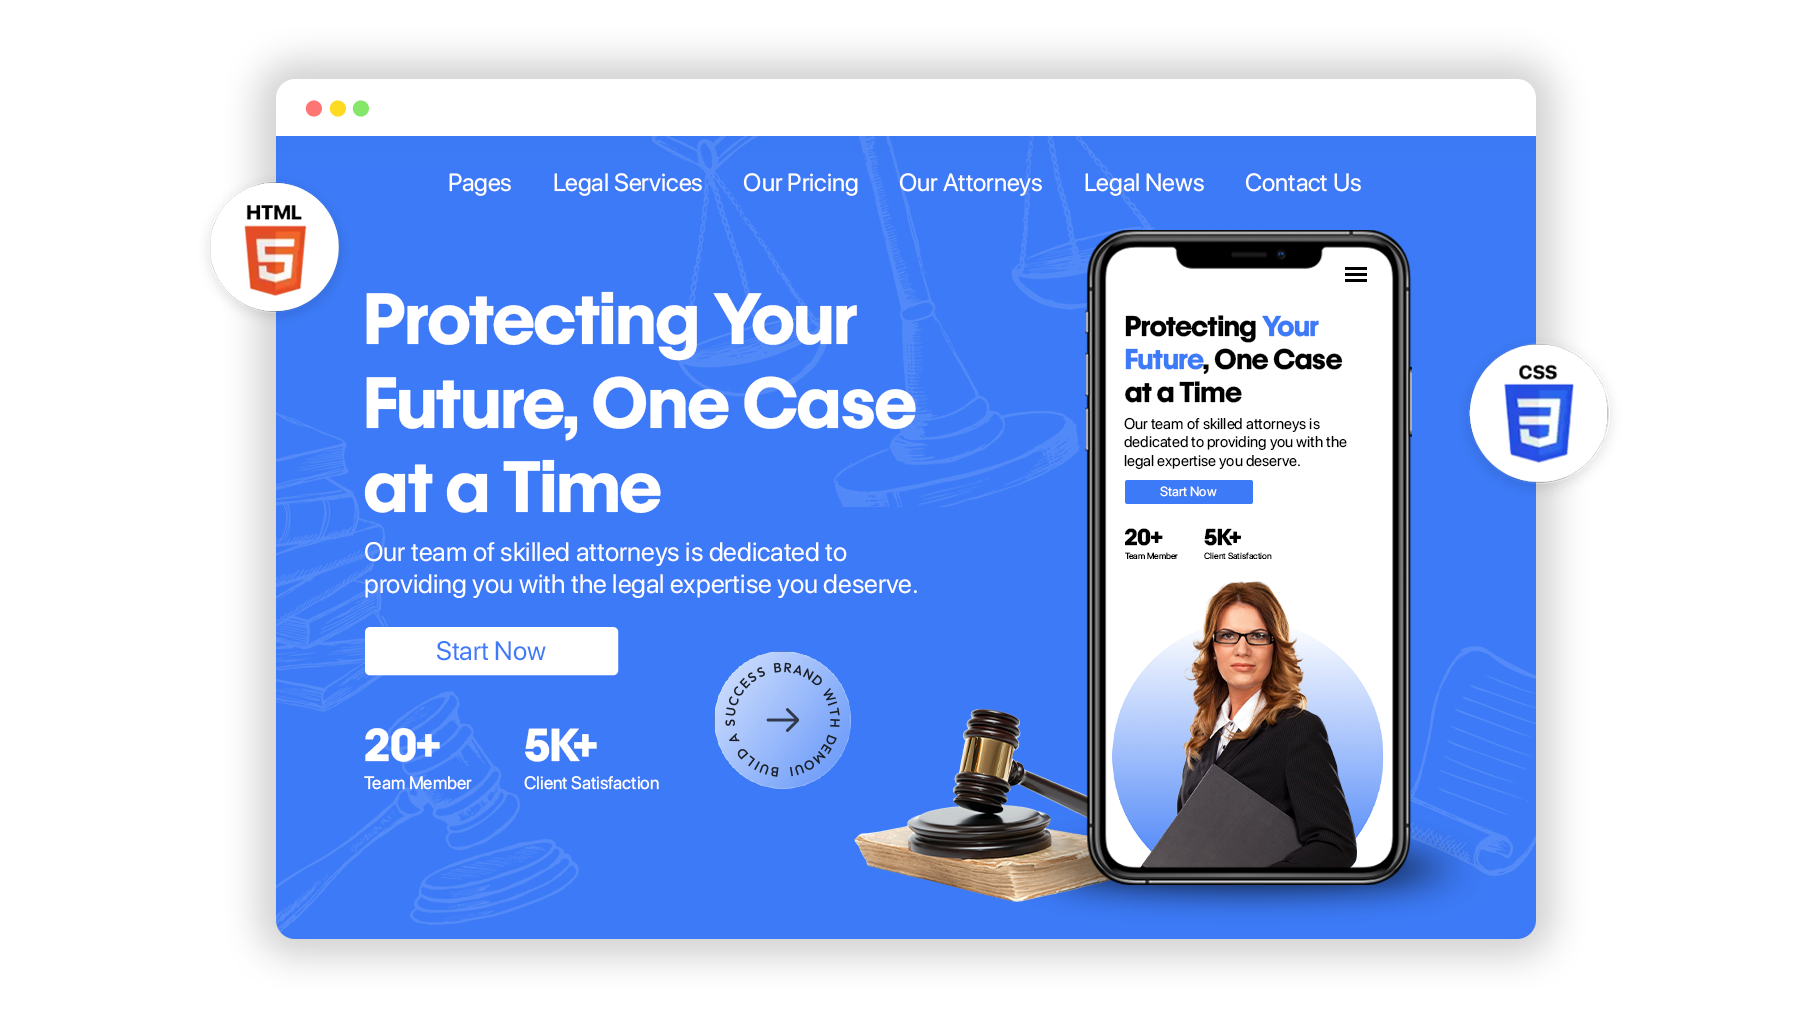 Pages Legal Services Our Pricing Our Attorneys Legal News Contact Us
HTML
5
Protecting Your
Future, One Case
at a Time
Our team of skilled attorneys is dedicated to
providing you with the legal expertise you deserve.
Start Now
20+
Team Member
5K+
Client Satisfaction
BUILD A SUCCESS BRAND WITH DEMOUI
Protecting Your
Future, One Case
at a Time
Our team of skilled attorneys is
dedicated to providing you with the
legal expertise you deserve.
Start Now
20+
Team Member
5K+
Client Satisfaction
CSS
3